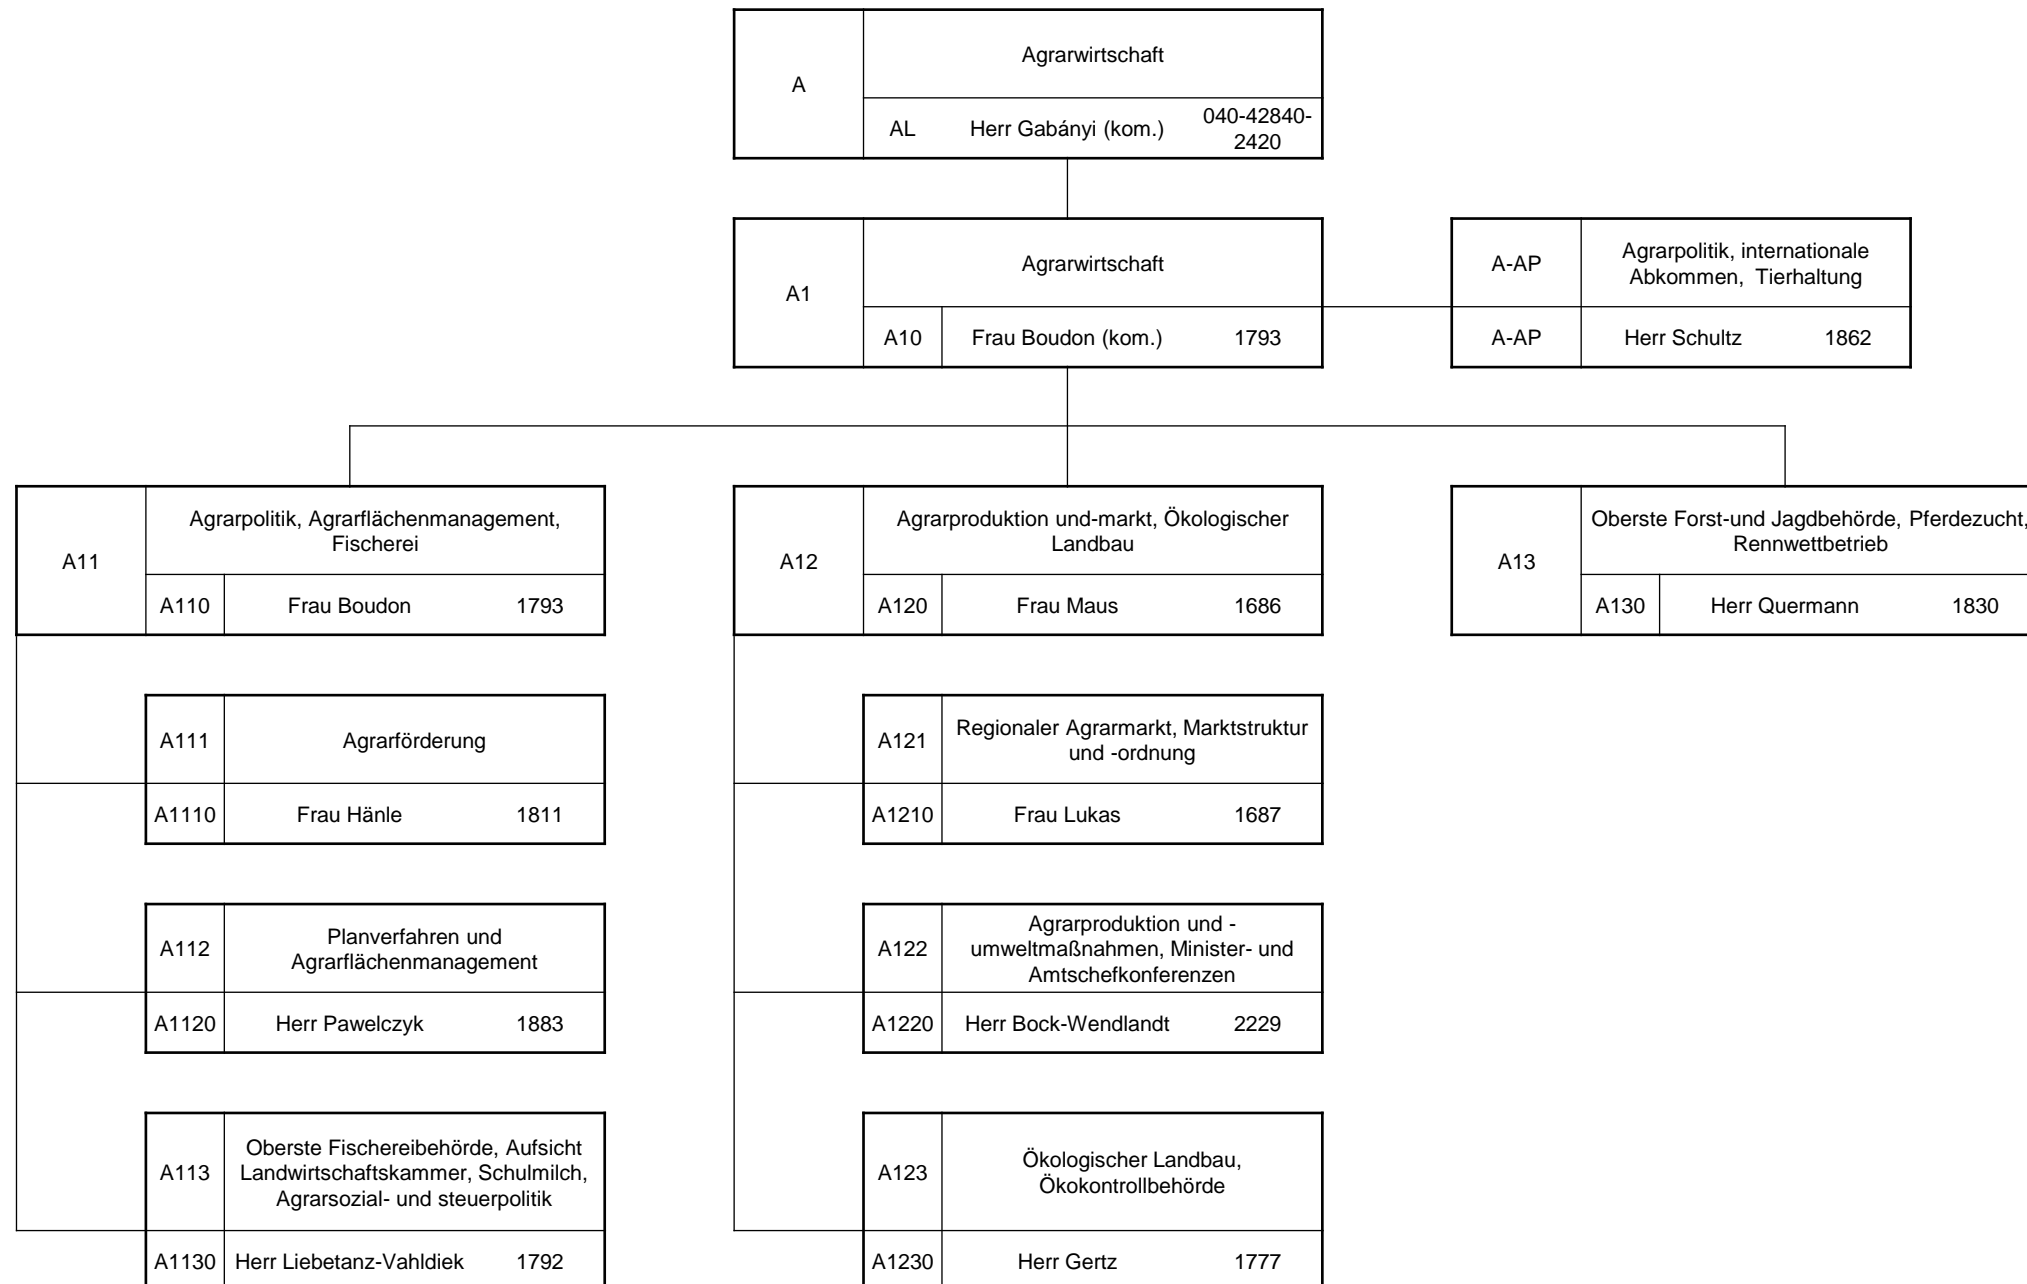 A
Agrarwirtschaft
AL Herr Gabányi (kom.) 040-42840-
2420
A1
Agrarwirtschaft
A10 Frau Boudon (kom.) 1793
A-AP
Agrarpolitik, internationale
Abkommen, Tierhaltung
A-AP Herr Schultz 1862
A11
Agrarpolitik, Agrarflächenmanagement,
Fischerei
A110 Frau Boudon 1793
A12
Agrarproduktion und-markt, Ökologischer
Landbau
A120 Frau Maus 1686
A13
Oberste Forst-und Jagdbehörde, Pferdezucht,
Rennwettbetrieb
A130 Herr Quermann 1830
A111
Agrarförderung
A1110 Frau Hänle 1811
A121
Regionaler Agrarmarkt, Marktstruktur
und -ordnung
A1210 Frau Lukas 1687
A112
Planverfahren und
Agrarflächenmanagement
A1120 Herr Pawelczyk 1883
A122
Agrarproduktion und -
umweltmaßnahmen, Minister- und
Amtschefkonferenzen
A1220 Herr Bock-Wendlandt 2229
A113
Oberste Fischereibehörde, Aufsicht
Landwirtschaftskammer, Schulmilch,
Agrarsozial- und steuerpolitik
A1130 Herr Liebetanz-Vahldiek 1792
A123
Ökologischer Landbau,
Ökokontrollbehörde
A1230 Herr Gertz 1777